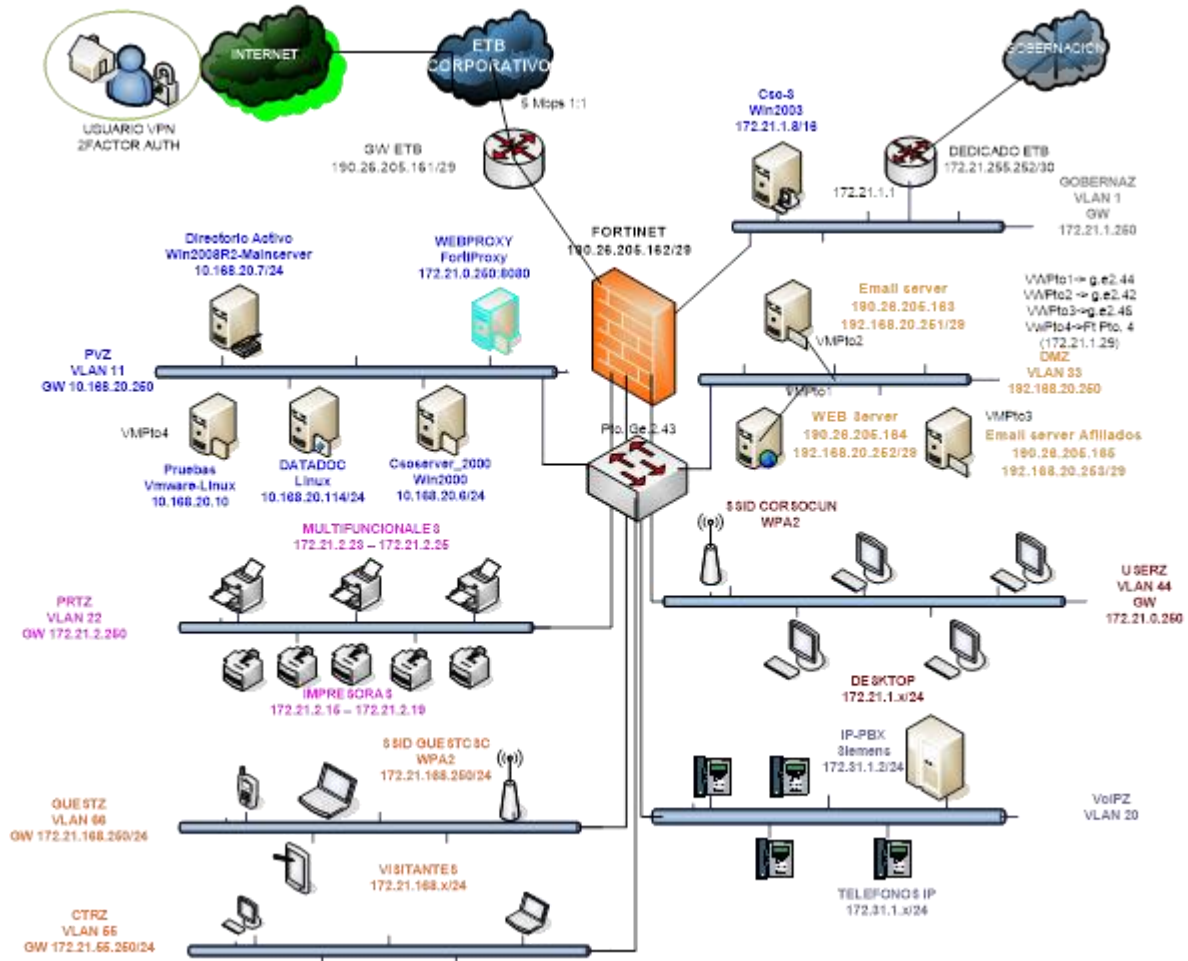 INTERNET
ETB
CORPORATIVO
GOBERNACION
USUARIO VPN
2FACTOR AUTH
5 Mbps 1:1
GW ETB
190.26.205.161/29
Cso-8
Win2003
172.21.1.8/16
DEDICADO ETB
172.21.255.252/30
172.21.1.1
GOBERNAZ
VLAN 1
GW
172.21.1.250
FORTINET
190.26.205.162/29
Directorio Activo
Win2008R2-Mainserver
10.168.20.7/24
WEBPROXY
FortiProxy
172.21.0.250:8080
Email server
190.26.205.163
192.168.20.251/29
VMPto2
VWPto1-> g.e2.44
VWPto2 -> g.e2.42
VWPto3->g.e2.45
VwPto4->Ft Pto. 4
(172.21.1.29)
PVZ
VLAN 11
GW 10.168.20.250
DMZ
VLAN 33
192.168.20.250
VMPto1
VMPto4
Pruebas
Vmware-Linux
10.168.20.10
DATADOC
Linux
10.168.20.114/24
Csoserver_2000
Win2000
10.168.20.6/24
Pto. Ge.2.43
WEB Server
190.26.205.164
192.168.20.252/29
VMPto3
Email server Afiliados
190.26.205.165
192.168.20.253/29
MULTIFUNCIONALES
172.21.2.23 – 172.21.2.25
SSID CORSOCUN
WPA2
PRTZ
VLAN 22
GW 172.21.2.250
USERZ
VLAN 44
GW
172.21.0.250
IMPRESORAS
172.21.2.15 – 172.21.2.19
DESKTOP
172.21.1.x/24
SSID GUESTCSC
WPA2
172.21.168.250/24
IP-PBX
Siemens
172.31.1.2/24
GUESTZ
VLAN 66
GW 172.21.168.250/24
VoIPZ
VLAN 20
VISITANTES
172.21.168.x/24
TELEFONOS IP
172.31.1.x/24
CTRZ
VLAN 55
GW 172.21.55.250/24